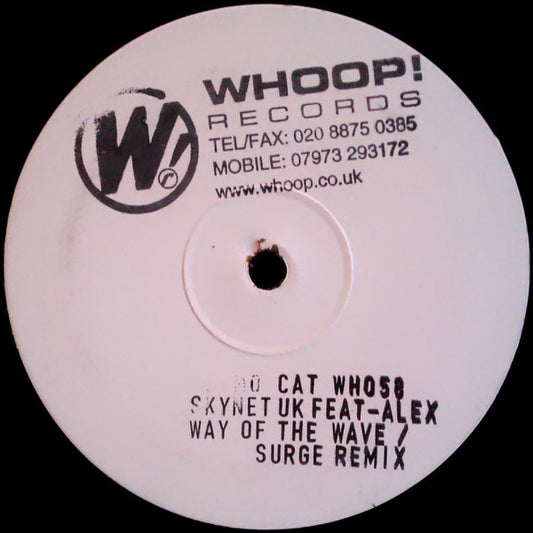 W! r
WHOOP!
RECORDS
TEL/FAX: 020 8875 0385
MOBILE: 07973 293172
www.whoop.co.uk
NO CAT WHO58
SKYNET UK FEAT-ALEX
WAY OF THE WAVE /
SURGE REMIX